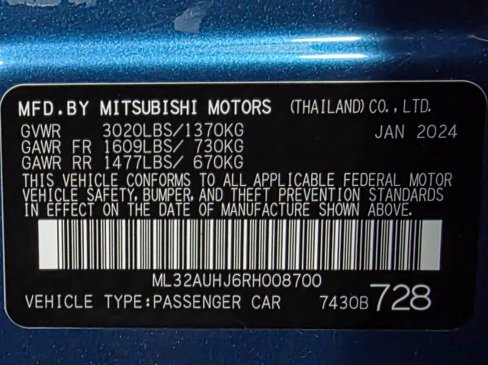 MFD.BY MITSUBISHI MOTORS (THAILAND)CO.,LTD.
GVWR 3020LBS/1370KG JAN 2024
GAWR FR 1609LBS/ 730KG
GAWR RR 1477LBS/ 670KG
THIS VEHICLE CONFORMS TO ALL APPLICABLE FEDERAL MOTOR
VEHICLE SAFETY, BUMPER, AND THEFT PREVENTION STANDARDS
IN EFFECT ON THE DATE OF MANUFACTURE SHOWN ABOVE.
ML32AUHJ6RH008700
VEHICLE TYPE:PASSENGER CAR 7430B 728